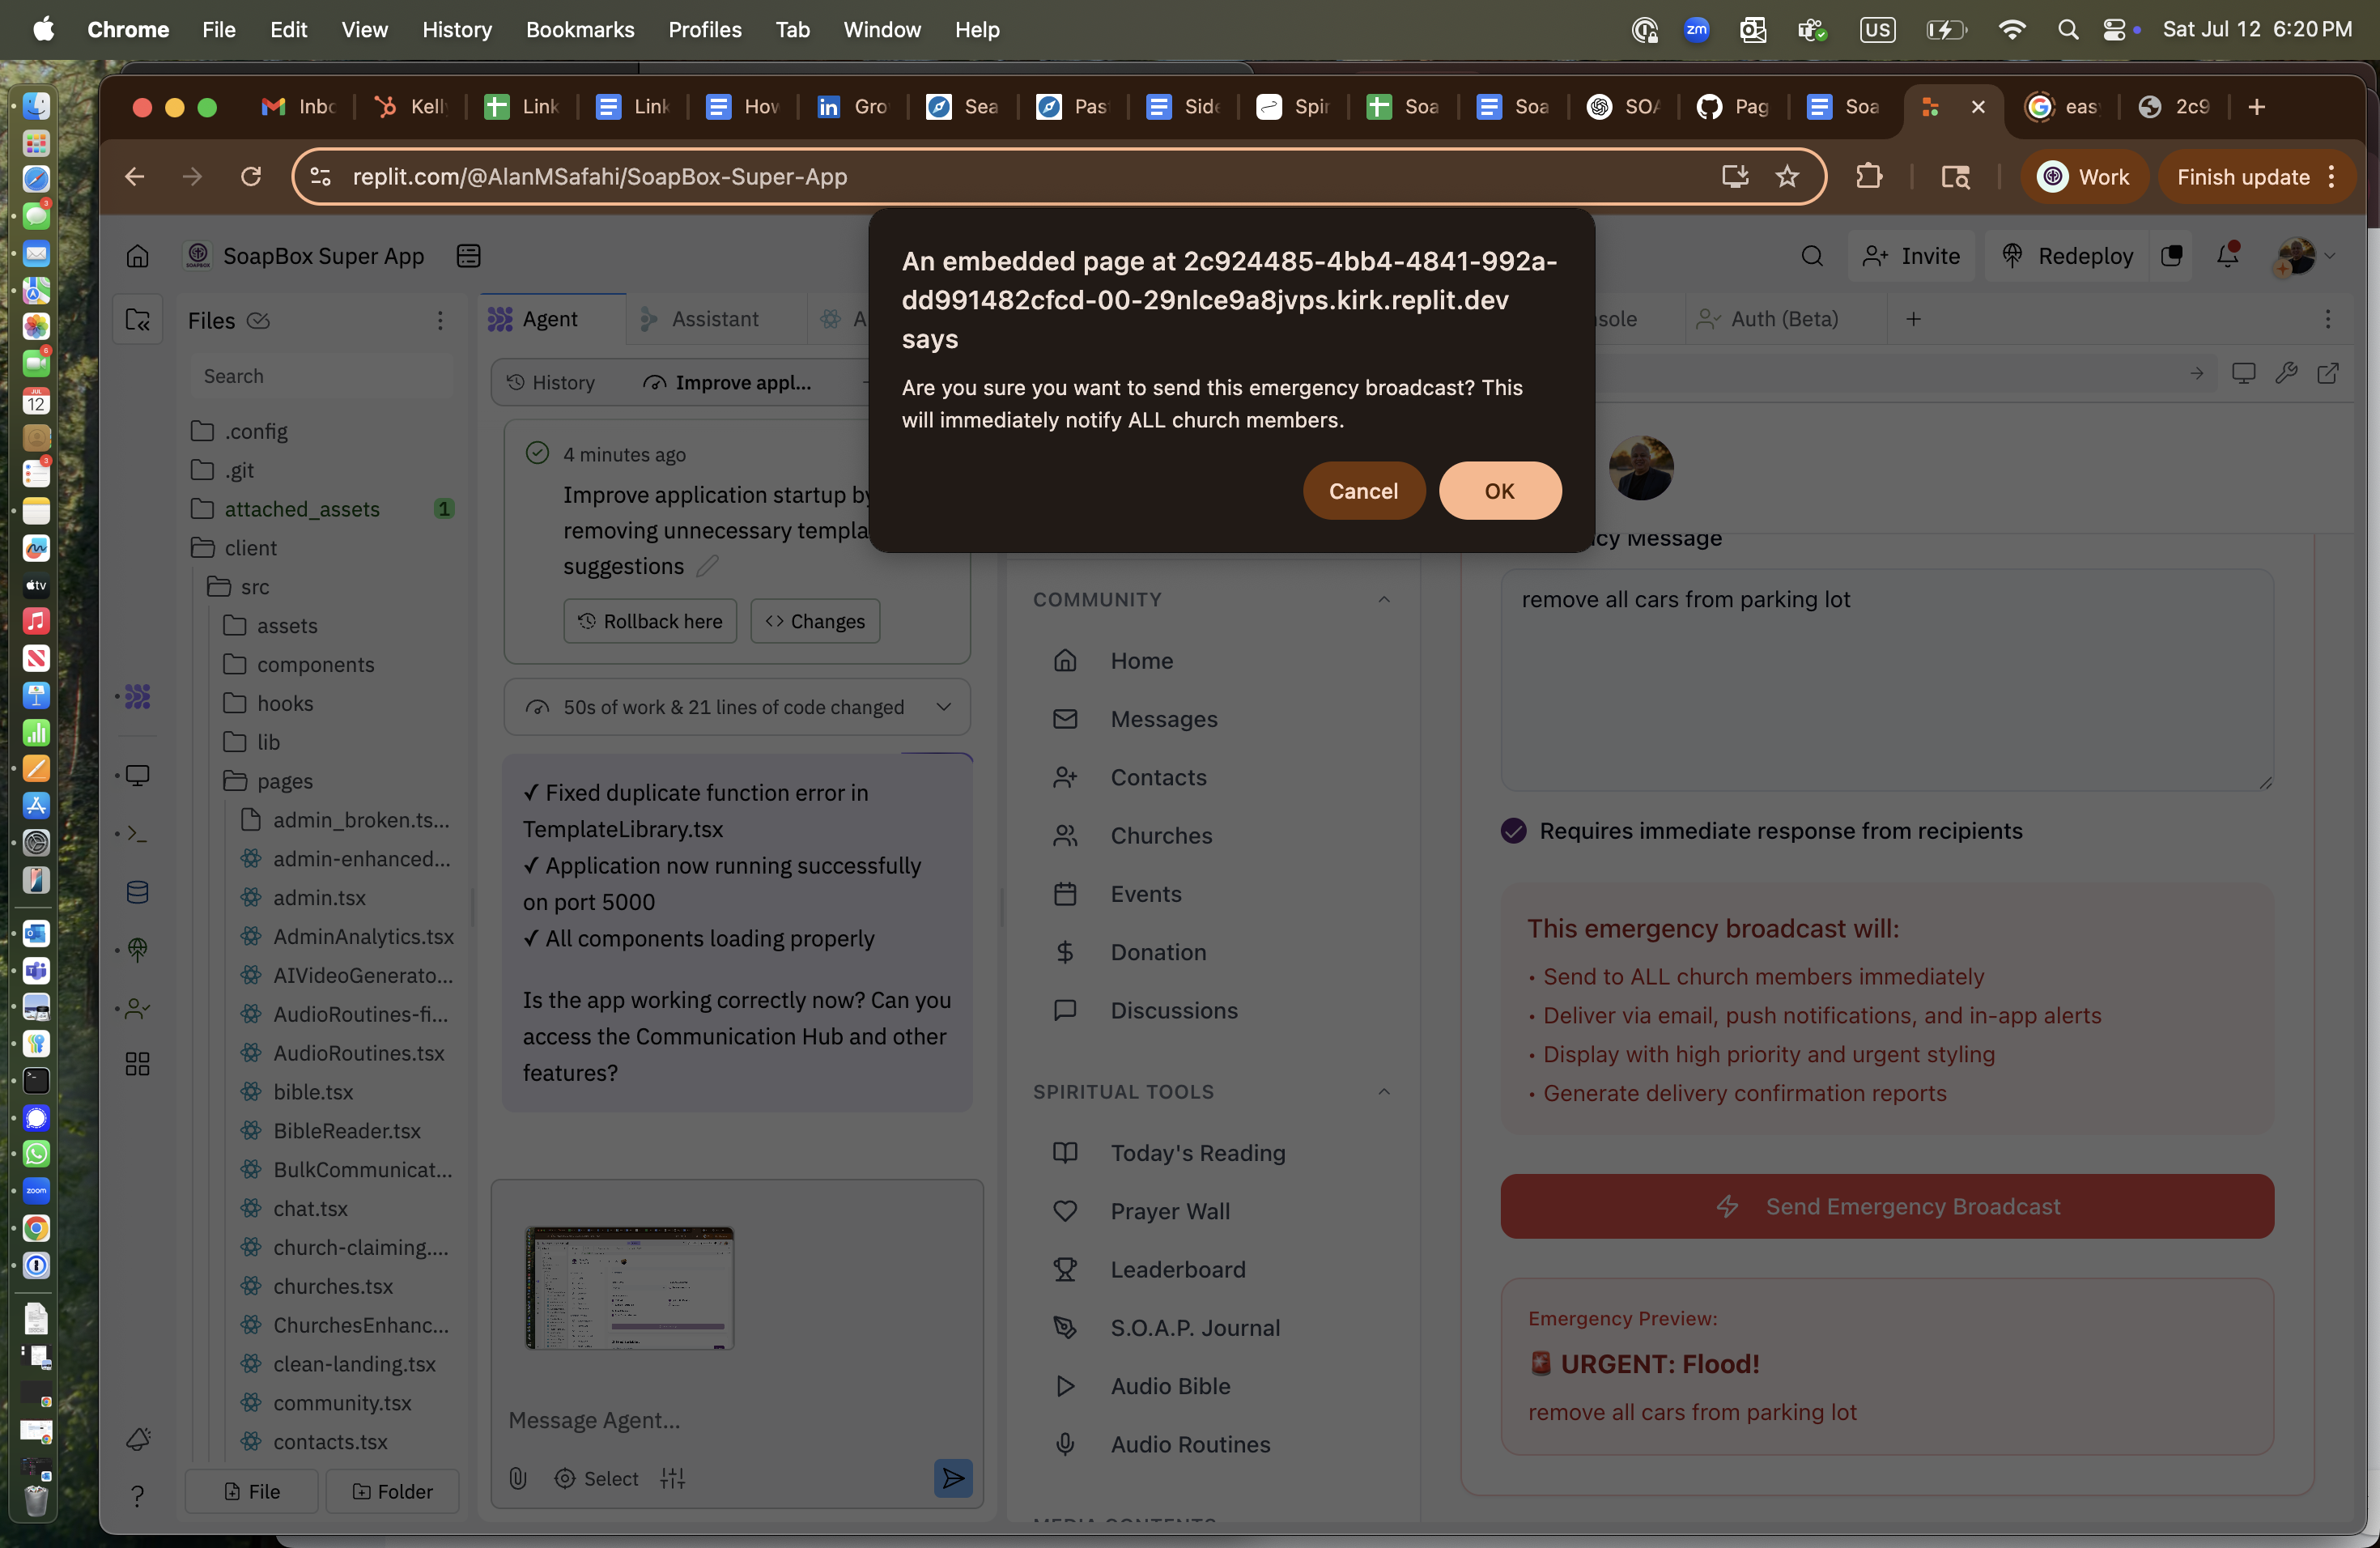 Chrome File Edit View History Bookmarks Profiles Tab Window Help
zm US Sat Jul 12 6:20 PM
Inbo Kell Link Link How Gro Sea Pas Side Spir Soa Soa SOA Pag Soa eas 2c9
replit.com/@AlanMSafahi/SoapBox-Super-App
Work
Finish update
SoapBox Super App
Invite
Redeploy
An embedded page at 2c924485-4bb4-4841-992a-
dd991482cfcd-00-29nlce9a8jvps.kirk.replit.dev
says
Are you sure you want to send this emergency broadcast? This
will immediately notify ALL church members.
Cancel
OK
Files
Search
.config
.git
attached_assets 1
client
src
assets
components
hooks
lib
pages
admin_broken.ts...
admin-enhanced...
admin.tsx
AdminAnalytics.tsx
AIVideoGenerato...
AudioRoutines-fi...
AudioRoutines.tsx
bible.tsx
BibleReader.tsx
BulkCommunicat...
chat.tsx
church-claiming....
churches.tsx
ChurchesEnhanc...
clean-landing.tsx
community.tsx
contacts.tsx
File
Folder
Agent
Assistant
A
sole
Auth (Beta)
History
Improve appl...
4 minutes ago
Improve application startup by
removing unnecessary templa
suggestions
Rollback here
Changes
50s of work & 21 lines of code changed
✓ Fixed duplicate function error in
TemplateLibrary.tsx
✓ Application now running successfully
on port 5000
✓ All components loading properly
Is the app working correctly now? Can you
access the Communication Hub and other
features?
Message Agent...
Select
COMMUNITY
Home
Messages
Contacts
Churches
Events
Donation
Discussions
SPIRITUAL TOOLS
Today's Reading
Prayer Wall
Leaderboard
S.O.A.P. Journal
Audio Bible
Audio Routines
cy Message
remove all cars from parking lot
Requires immediate response from recipients
This emergency broadcast will:
• Send to ALL church members immediately
• Deliver via email, push notifications, and in-app alerts
• Display with high priority and urgent styling
• Generate delivery confirmation reports
Send Emergency Broadcast
Emergency Preview:
🚨 URGENT: Flood!
remove all cars from parking lot